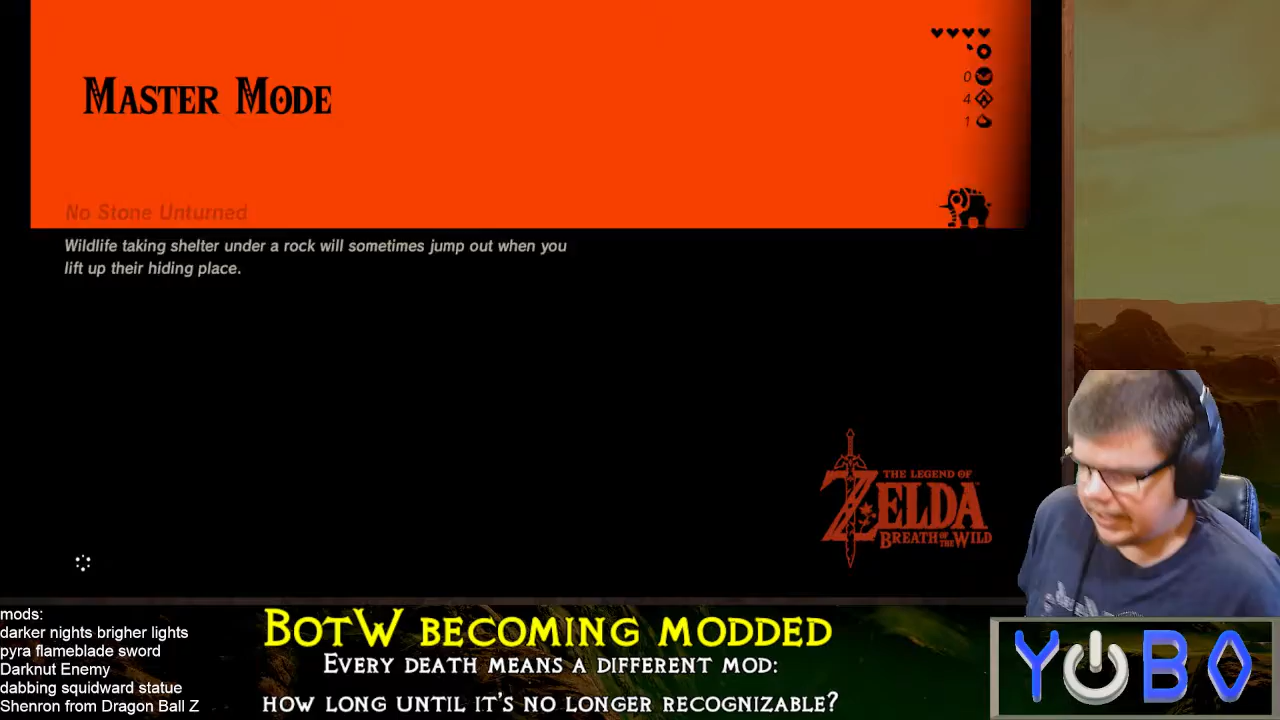 MASTER MODE
0
4
1
No Stone Unturned
Wildlife taking shelter under a rock will sometimes jump out when you
lift up their hiding place.
THE LEGEND OF
ZELDA
BREATH OF THE WILD
mods:
darker nights brigher lights
pyra flameblade sword
Darknut Enemy
dabbing squidward statue
Shenron from Dragon Ball Z
BOTW BECOMING MODDED
EVERY DEATH MEANS A DIFFERENT MOD:
HOW LONG UNTIL IT'S NO LONGER RECOGNIZABLE?
YUBO